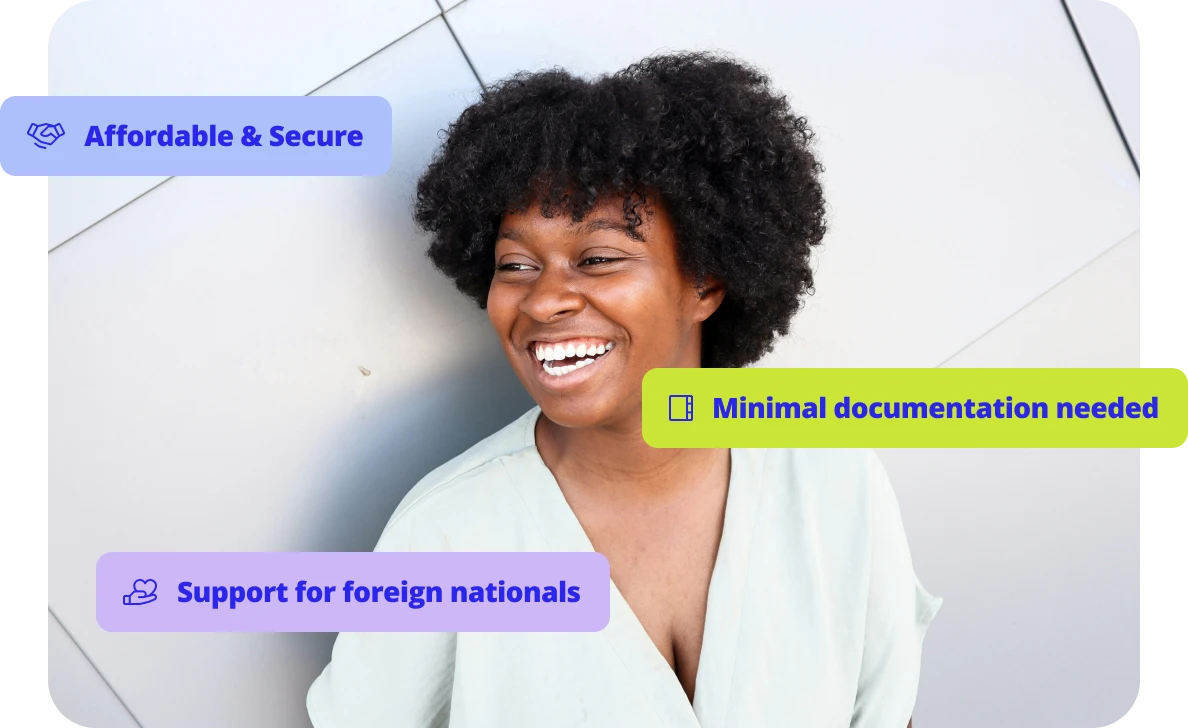 Affordable & Secure
Minimal documentation needed
Support for foreign nationals